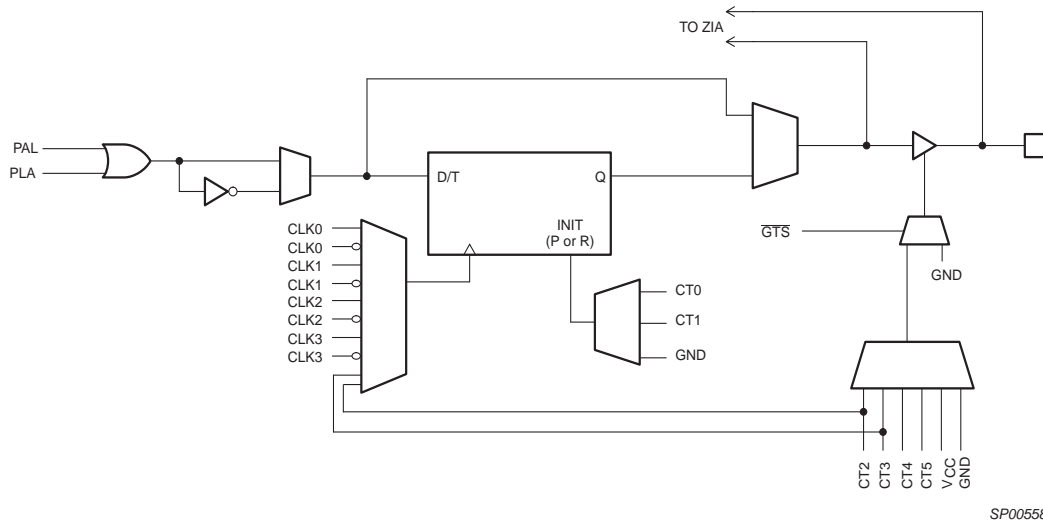 TO ZIA
PAL
PLA
D/T
Q
INIT
(P or R)
CLK0
CLK0
CLK1
CLK1
CLK2
CLK2
CLK3
CLK3
GTS
GND
CT0
CT1
GND
CT2
CT3
CT4
CT5
VCC
GND
SP00558